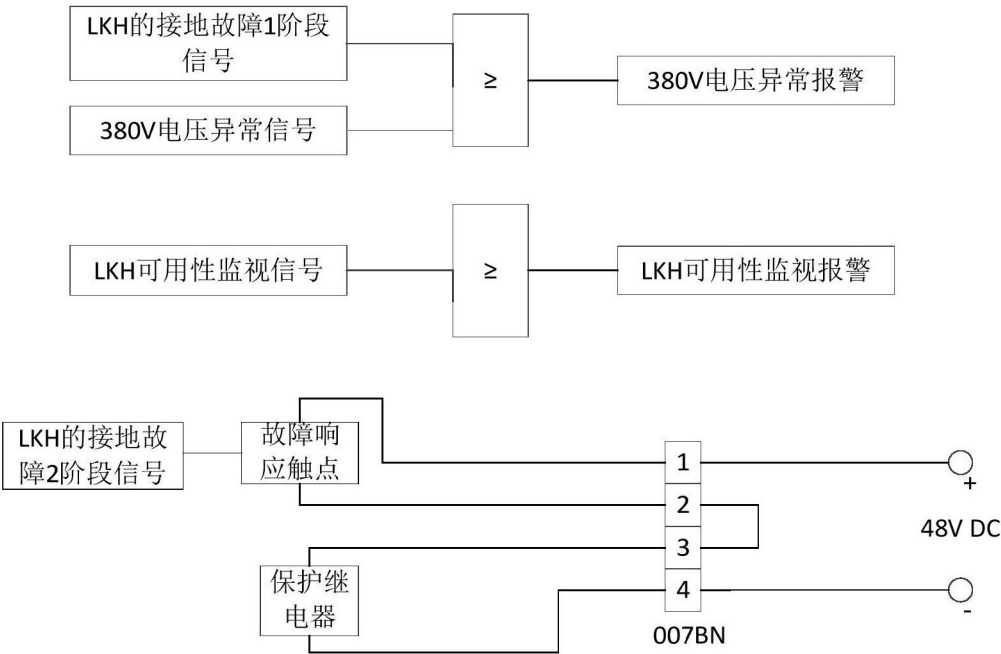 LKH的接地故障1阶段
信号
≥
380V电压异常报警
380V电压异常信号
LKH可用性监视信号
≥
LKH可用性监视报警
LKH的接地故
障2阶段信号
故障响
应触点
1
+
2
48V DC
3
保护继
电器
4
-
007BN